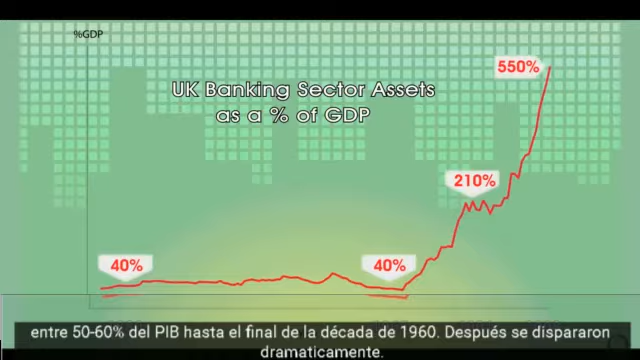 %GDP
550%
UK Banking Sector Assets
as a % of GDP
210%
40%
40%
entre 50-60% del PIB hasta el final de la década de 1960. Después se dispararon
dramaticamente.